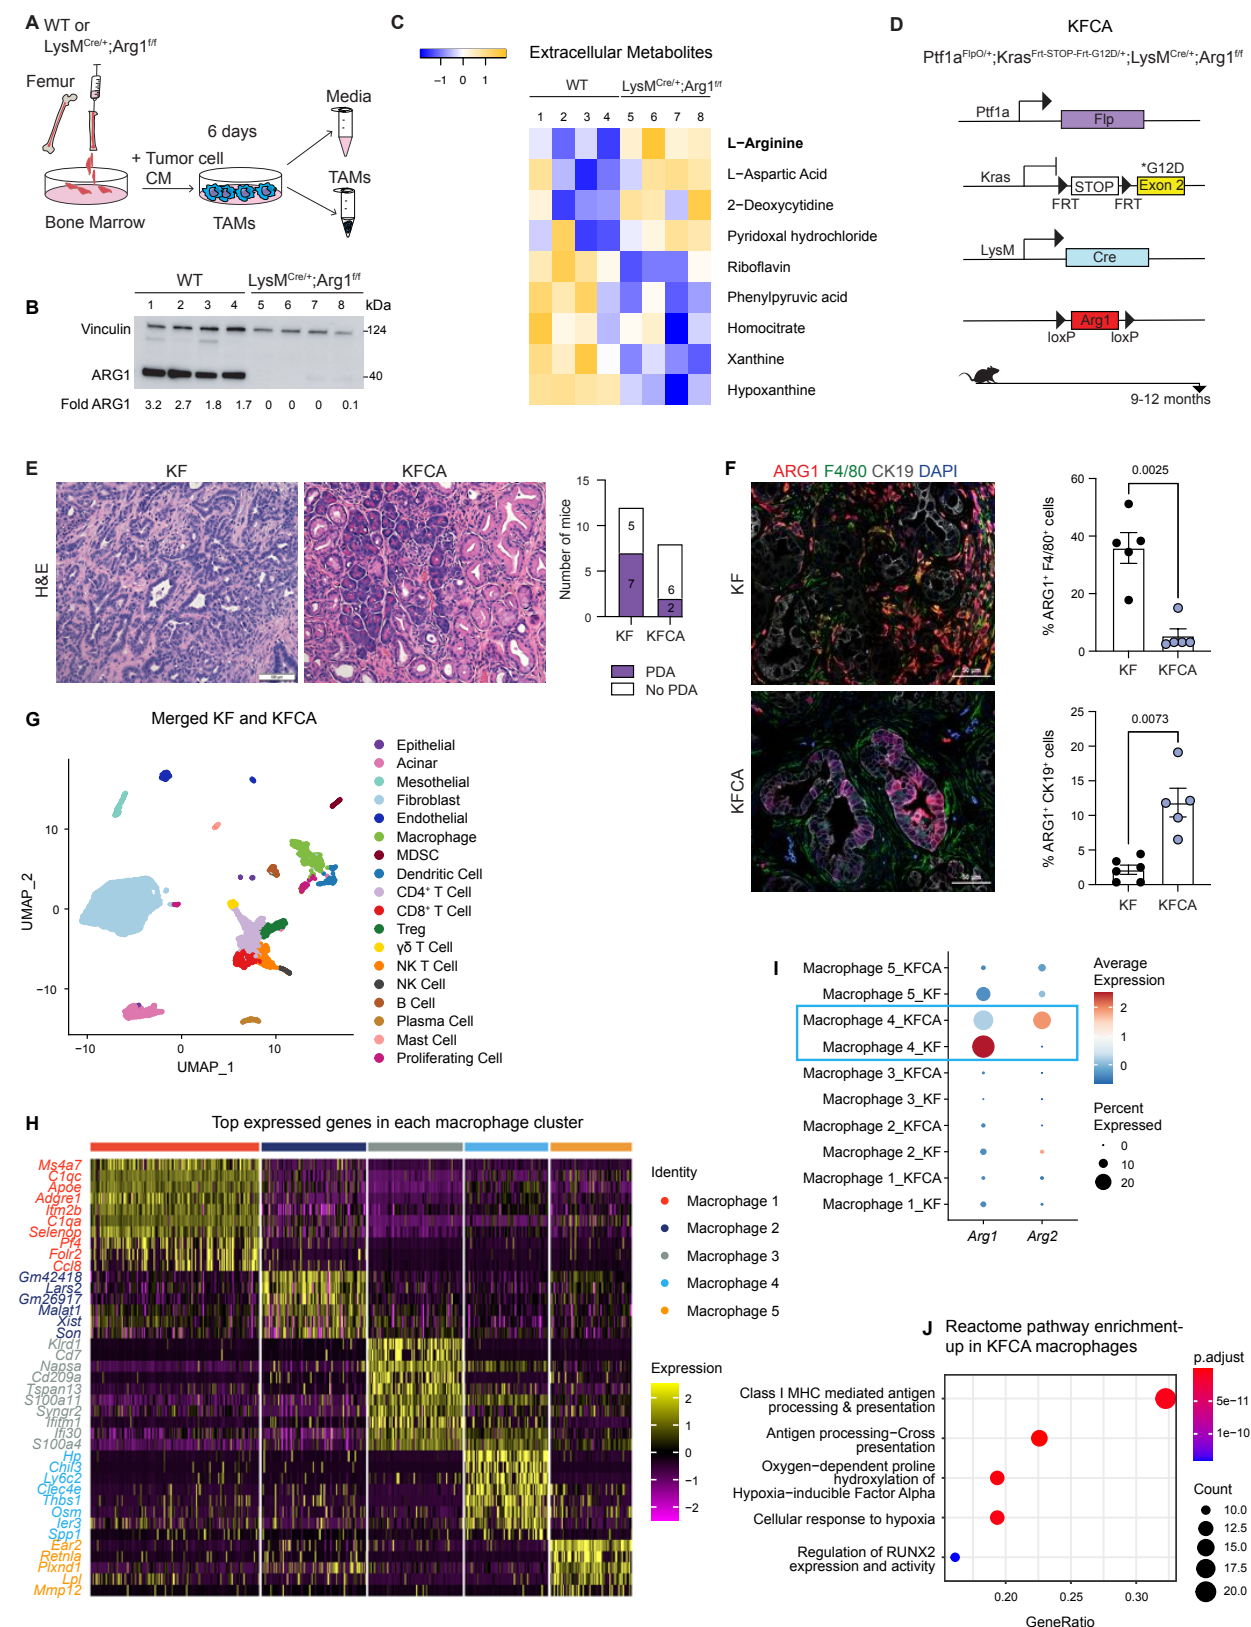 A
WT or
LysMCre/+;Arg1f/f
Femur
Bone Marrow
+ Tumor cell
CM
6 days
TAMs
Media
TAMs
B
WT
LysMCre/+;Arg1f/f
1 2 3 4 5 6 7 8 kDa
Vinculin
124
ARG1
40
Fold ARG1 3.2 2.7 1.8 1.7 0 0 0 0.1
C
−1 0 1
Extracellular Metabolites
WT
LysMCre/+;Arg1f/f
1 2 3 4 5 6 7 8
L−Arginine
L−Aspartic Acid
2−Deoxycytidine
Pyridoxal hydrochloride
Riboflavin
Phenylpyruvic acid
Homocitrate
Xanthine
Hypoxanthine
D
KFCA
Ptf1aFlpO/+;KrasFrt-STOP-Frt-G12D/+;LysMCre/+;Arg1f/f
Ptf1a
Flp
Kras
STOP
*G12D
Exon 2
FRT FRT
LysM
Cre
Arg1
loxP loxP
9-12 months
E
KF
KFCA
H&E
Number of mice
15
10
5
0
5
7
6
2
KF KFCA
PDA
No PDA
F
ARG1 F4/80 CK19 DAPI
KF
50 µm
KFCA
50 µm
% ARG1+ F4/80+ cells
60
40
20
0
0.0025
KF KFCA
% ARG1+ CK19+ cells
25
20
15
10
5
0
0.0073
KF KFCA
G
Merged KF and KFCA
UMAP_2
10
0
−10
−10 0 10
UMAP_1
Epithelial
Acinar
Mesothelial
Fibroblast
Endothelial
Macrophage
MDSC
Dendritic Cell
CD4+ T Cell
CD8+ T Cell
Treg
γδ T Cell
NK T Cell
NK Cell
B Cell
Plasma Cell
Mast Cell
Proliferating Cell
H
Top expressed genes in each macrophage cluster
Ms4a7
C1qc
Apoe
Adgre1
Itm2b
C1qa
Selenop
Pf4
Folr2
Ccl8
Gm42418
Lars2
Gm26917
Malat1
Xist
Son
Klrd1
Cd7
Napsa
Cd209a
Tspan13
S100a11
Syngr2
Ifitm1
Ifi30
S100a4
Hp
Chil3
Ly6c2
Clec4e
Thbs1
Osm
Ier3
Spp1
Ear2
Retnla
Plxnd1
Lpl
Mmp12
Identity
Macrophage 1
Macrophage 2
Macrophage 3
Macrophage 4
Macrophage 5
Expression
2
1
0
−1
−2
I
Macrophage 5_KFCA
Macrophage 5_KF
Macrophage 4_KFCA
Macrophage 4_KF
Macrophage 3_KFCA
Macrophage 3_KF
Macrophage 2_KFCA
Macrophage 2_KF
Macrophage 1_KFCA
Macrophage 1_KF
Arg1 Arg2
Average
Expression
2
1
0
Percent
Expressed
0
10
20
J
Reactome pathway enrichment-
up in KFCA macrophages
Class I MHC mediated antigen
processing & presentation
Antigen processing−Cross
presentation
Oxygen−dependent proline
hydroxylation of
Hypoxia−inducible Factor Alpha
Cellular response to hypoxia
Regulation of RUNX2
expression and activity
0.20 0.25 0.30
GeneRatio
p.adjust
5e−11
1e−10
Count
10.0
12.5
15.0
17.5
20.0